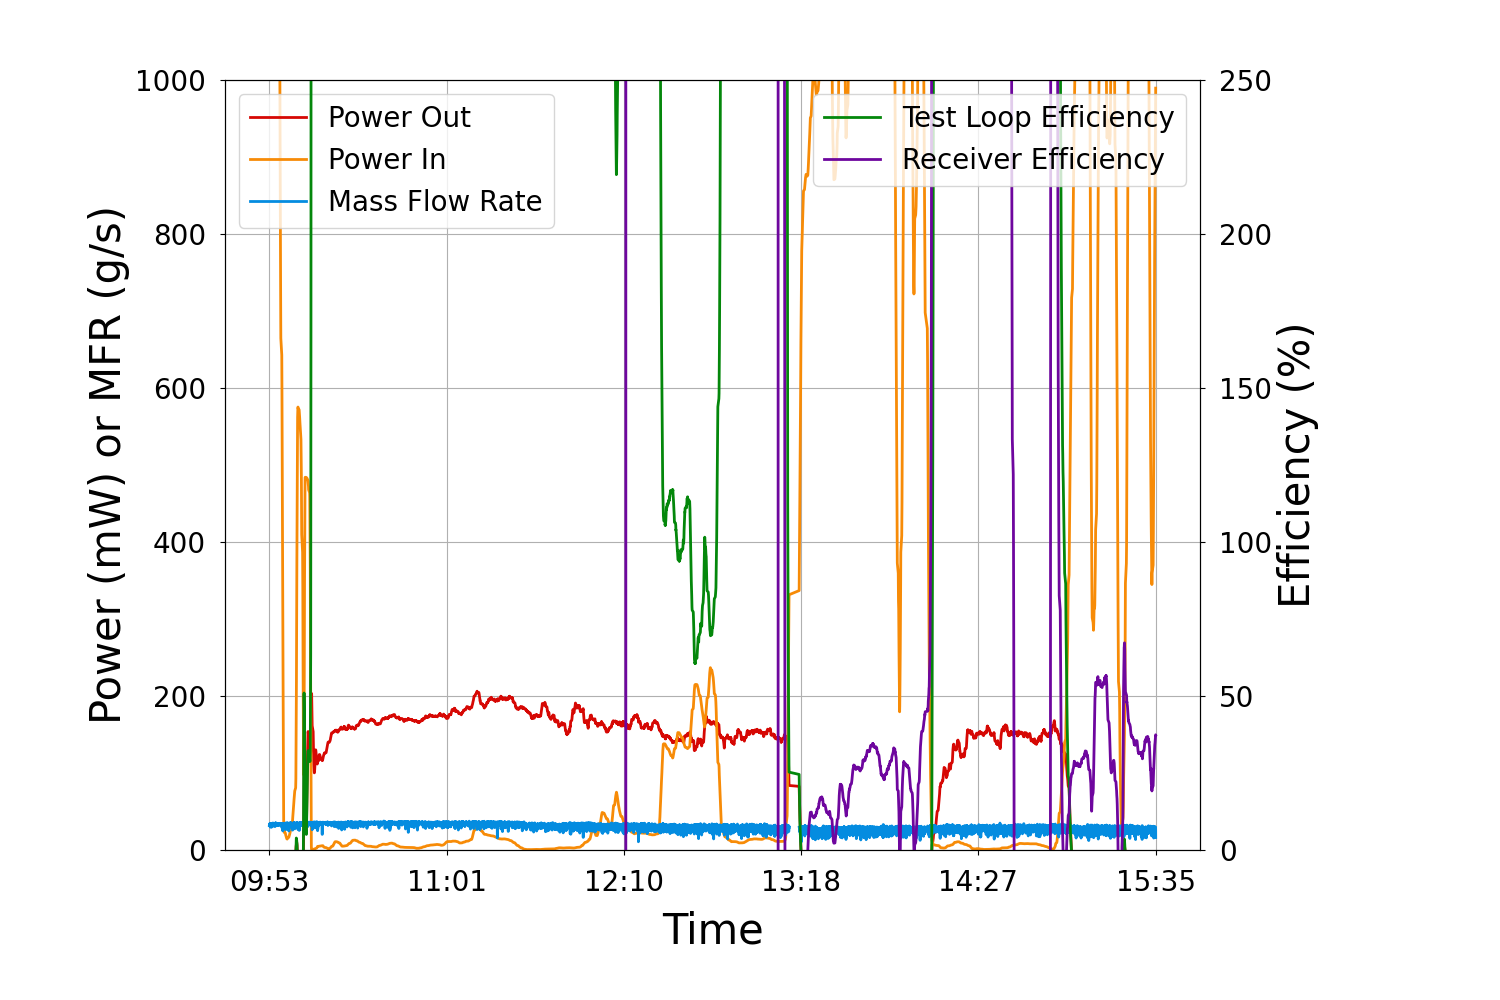 Power (mW) or MFR (g/s)
1000
800
600
400
200
0
Power Out
Power In
Mass Flow Rate
Test Loop Efficiency
Receiver Efficiency
250
200
150
100
50
0
Efficiency (%)
09:53 11:01 12:10 13:18 14:27 15:35
Time